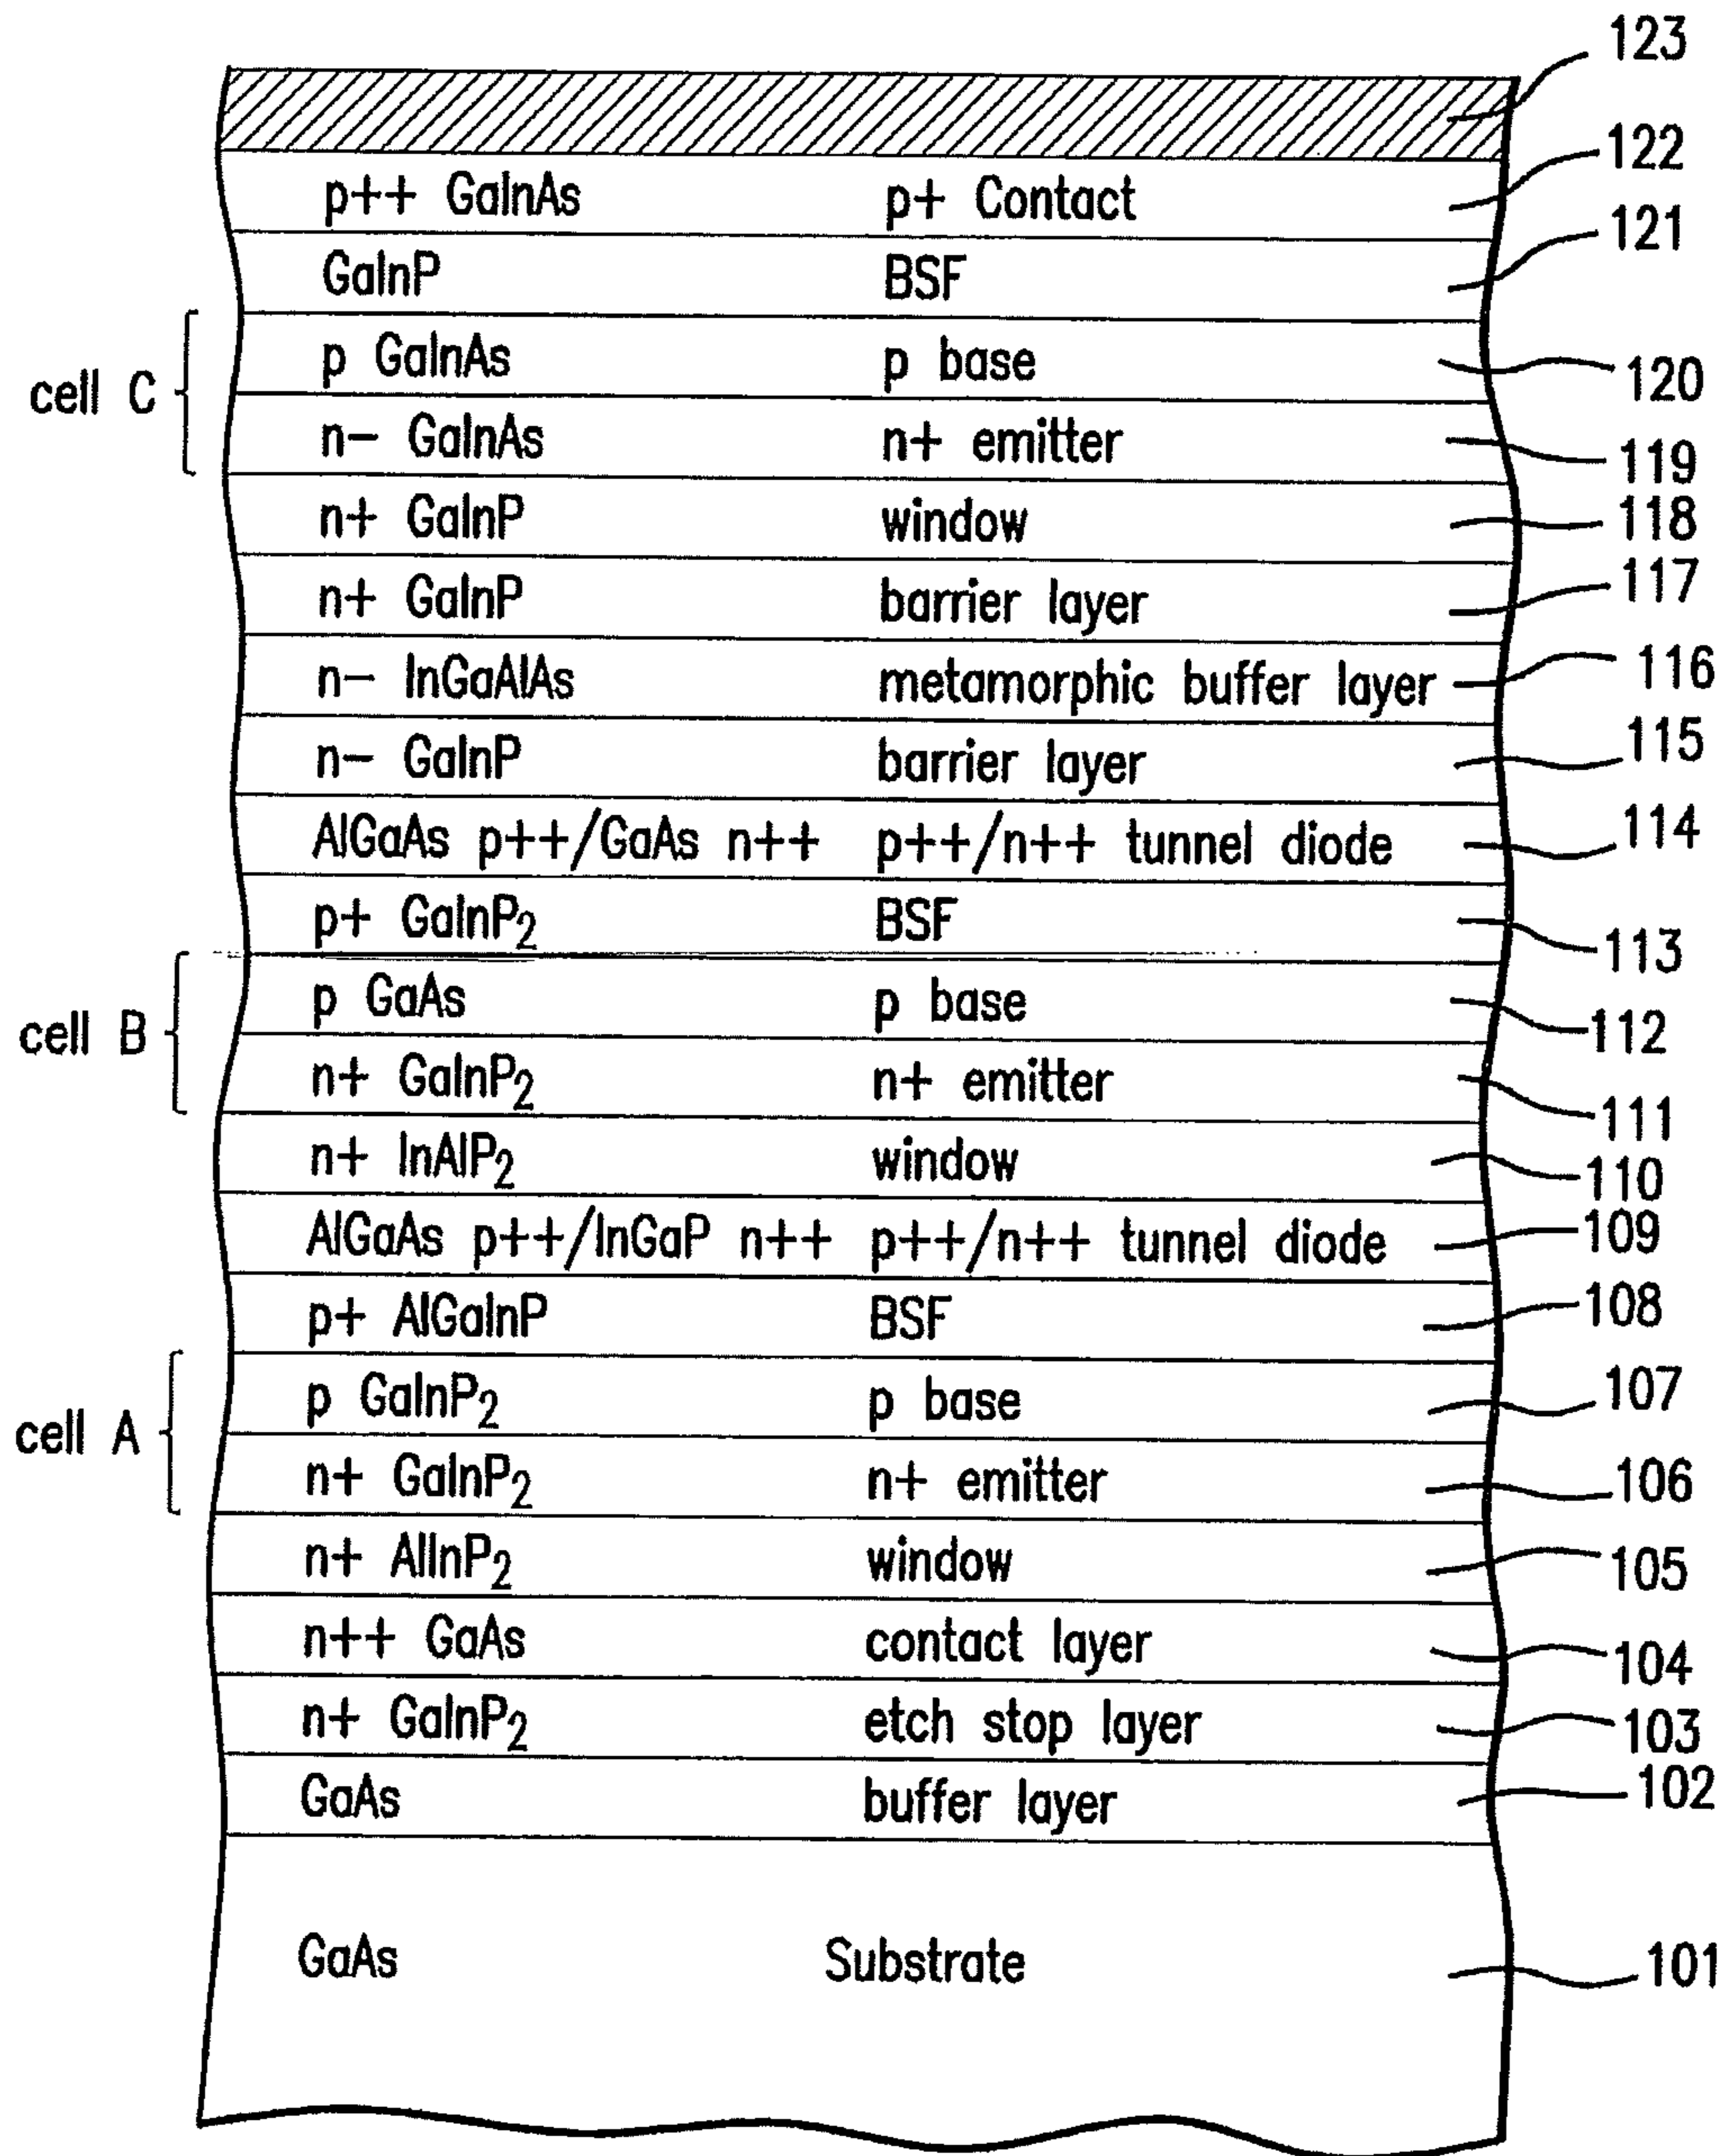 123
122
p++ GaInAs p+ Contact
121
GaInP BSF
cell C
p GaInAs p base
120
n- GaInAs n+ emitter
119
n+ GaInP window
118
n+ GaInP barrier layer
117
n- InGaAlAs metamorphic buffer layer
116
n- GaInP barrier layer
115
AlGaAs p++/GaAs n++ p++/n++ tunnel diode
114
p+ GaInP2 BSF
113
cell B
p GaAs p base
112
n+ GaInP2 n+ emitter
111
n+ InAlP2 window
110
AlGaAs p++/InGaP n++ p++/n++ tunnel diode
109
p+ AlGaInP BSF
108
cell A
p GaInP2 p base
107
n+ GaInP2 n+ emitter
106
n+ AlInP2 window
105
n++ GaAs contact layer
104
n+ GaInP2 etch stop layer
103
GaAs buffer layer
102
GaAs Substrate
101